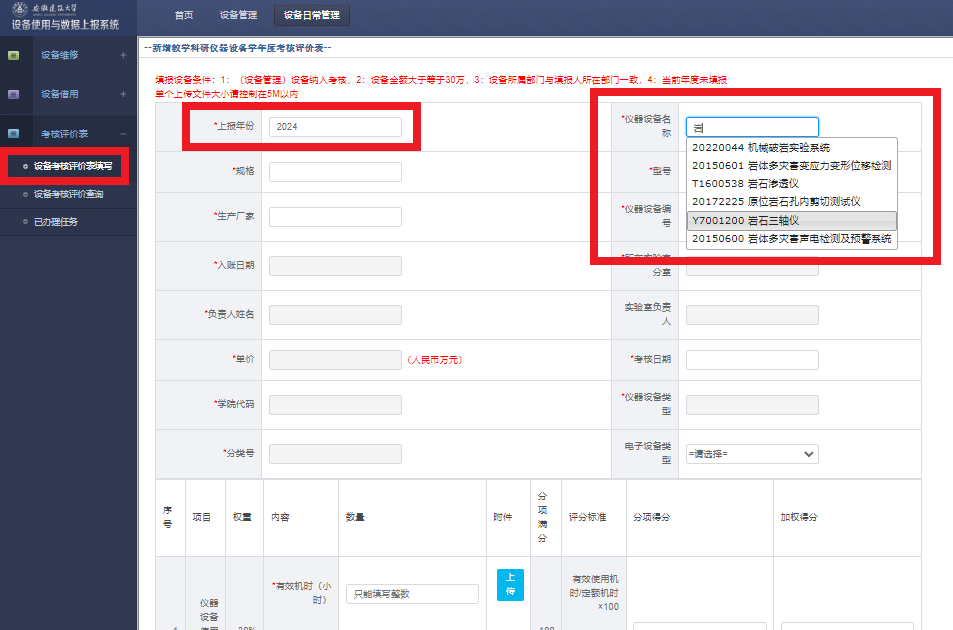 安徽建筑大学
设备使用与数据上报系统
首页 设备管理 设备日常管理
设备维修 +
设备借用 +
考核评价表 −
设备考核评价表填写
设备考核评价查询
已办理任务
--新增教学科研仪器设备学年度考核评价表--
填报设备条件：1：（设备管理）设备纳入考核，2：设备金额大于等于30万，3：设备所属部门与填报人所在部门一致，4：当前年度未填报
单个上传文件大小请控制在5M以内
*上报年份 2024
*仪器设备名
称
岩
20220044 机械破岩实验系统
20150601 岩体多灾害变应力变形位移检测
T1600538 岩石渗透仪
20172225 原位岩石孔内剪切测试仪
Y7001200 岩石三轴仪
20150600 岩体多灾害声电检测及预警系统
*规格
*型号
*生产厂家
*仪器设备编
号
*入账日期
*所在实验室
分室
*负责人姓名
实验室负责
人
*单价 （人民币万元）
*考核日期
*学院代码
*仪器设备类
型
*分类号
电子设备类
型
=请选择=
序
号
项目
权重
内容
数量
附件
分
项
满
分
评分标准
分项得分
加权得分
仪器
设备
*有效机时（小
时）
只能填写整数
上
传
有效使用机
时/定额机时
×100